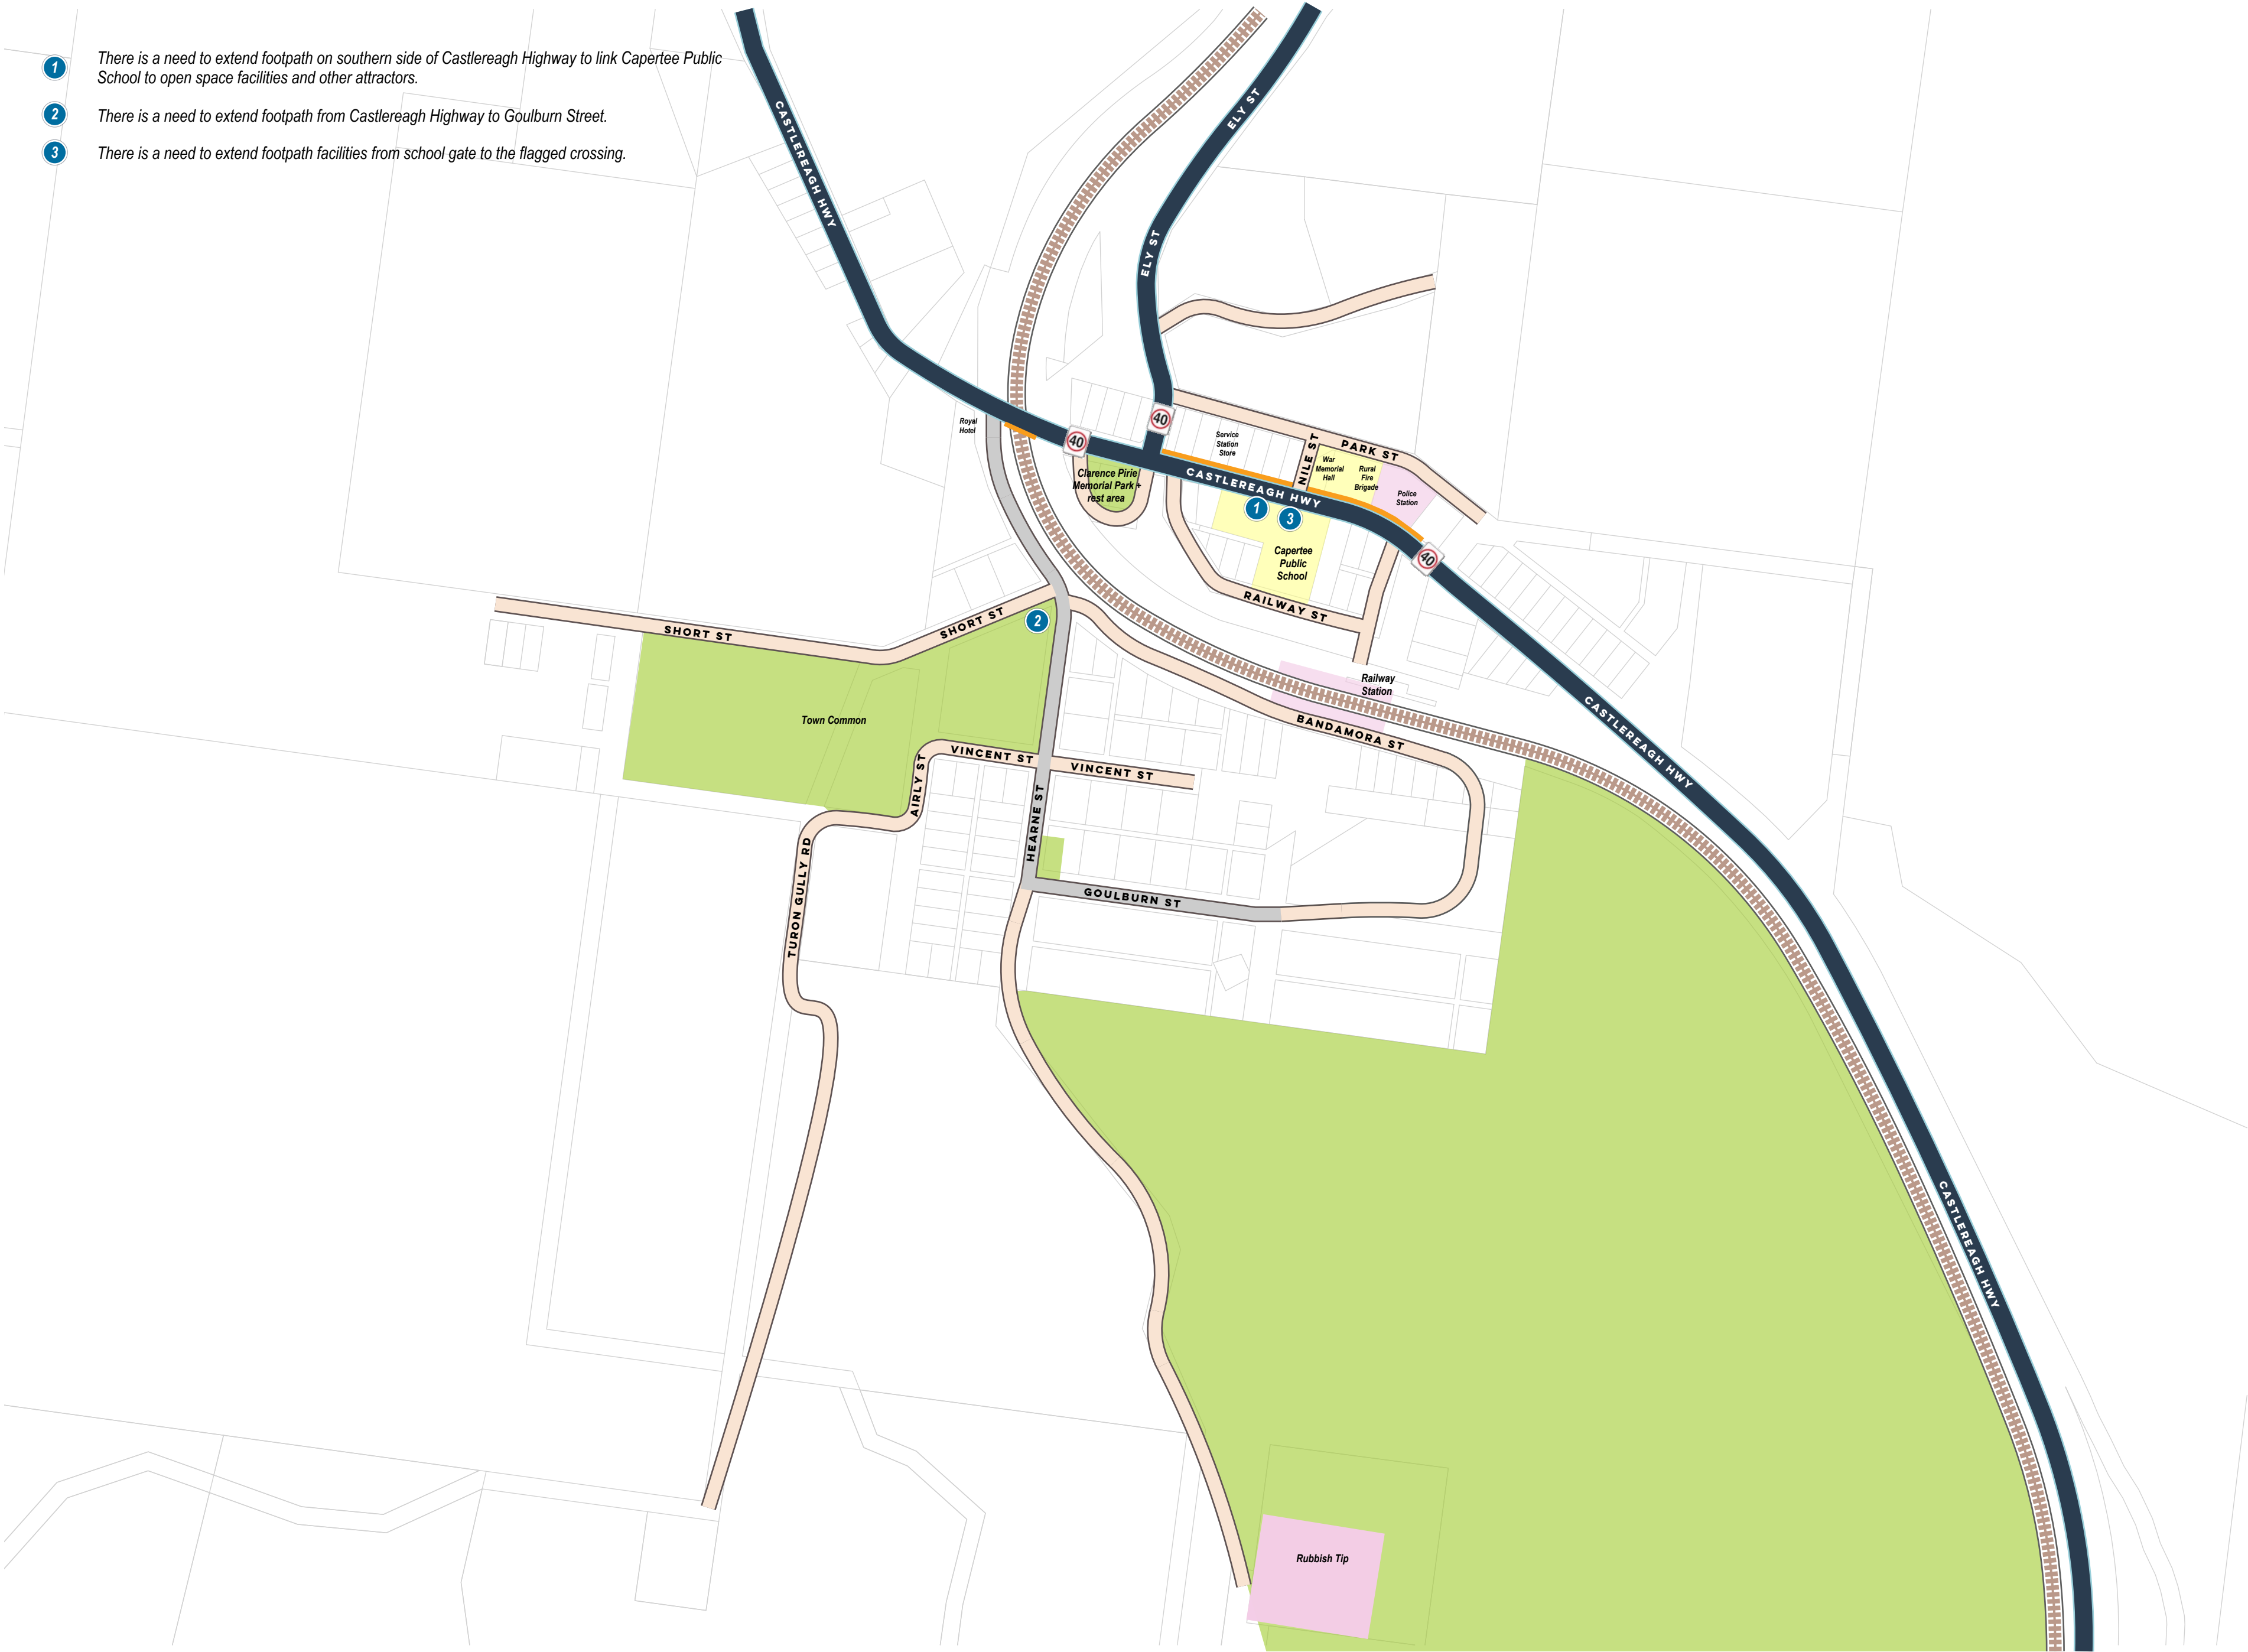 1 There is a need to extend footpath on southern side of Castlereagh Highway to link Capertee Public
School to open space facilities and other attractors.
2 There is a need to extend footpath from Castlereagh Highway to Goulburn Street.
3 There is a need to extend footpath facilities from school gate to the flagged crossing.
CASTLEREAGH HWY
ELY ST
ELY ST
Royal
Hotel
40
40
Service
Station
Store
NILE ST
PARK ST
War
Memorial
Hall
Rural
Fire
Brigade
Police
Station
Clarence Pirie
Memorial Park +
rest area
CASTLEREAGH HWY
1
3
40
Capertee
Public
School
RAILWAY ST
SHORT ST
SHORT ST
2
Railway
Station
Town Common
BANDAMORA ST
CASTLEREAGH HWY
VINCENT ST
VINCENT ST
AIRLY ST
HEARNE ST
TURON GULLY RD
GOULBURN ST
CASTLEREAGH HWY
Rubbish Tip